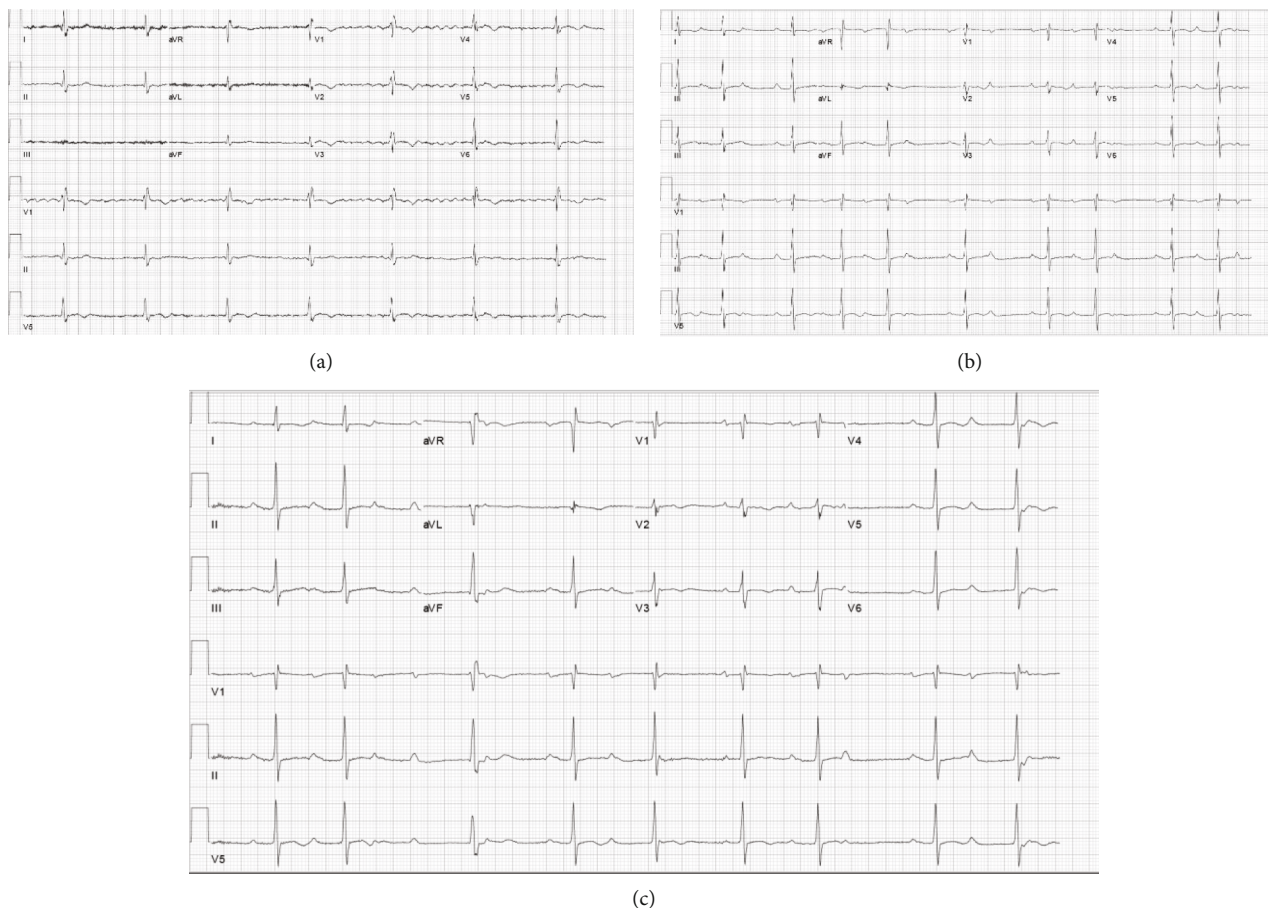 I aVR V1 V4
II aVL V2 V5
III aVF V3 V6
V1
II
V5
(a)
I aVR V1 V4
II aVL V2 V5
III aVF V3 V6
V1
II
V5
(b)
I aVR V1 V4
II aVL V2 V5
III aVF V3 V6
V1
II
V5
(c)